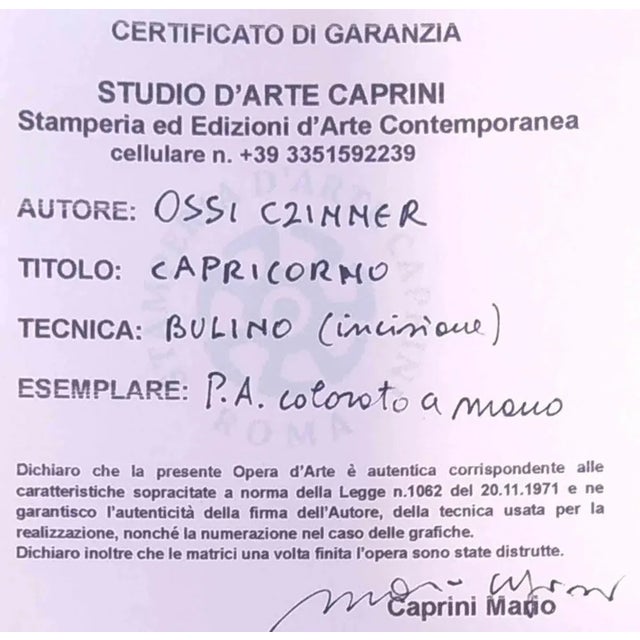 CERTIFICATO DI GARANZIA
STUDIO D'ARTE CAPRINI
Stamperia ed Edizioni d'Arte Contemporanea
cellulare n. +39 3351592239
AUTORE: OSSI CZINNER
TITOLO: CAPRICORNO
TECNICA: BULINO (incisione)
ESEMPLARE: P.A. colorato a mano
Dichiaro che la presente Opera d'Arte è autentica corrispondente alle
caratteristiche sopracitate a norma della Legge n.1062 del 20.11.1971 e ne
garantisco l'autenticità della firma dell'Autore, della tecnica usata per la
realizzazione, nonché la numerazione nel caso delle grafiche.
Dichiaro inoltre che le matrici una volta finita l'opera sono state distrutte.
Caprini Mario
STAMPERIA D'ARTE CAPRINI
ROMA